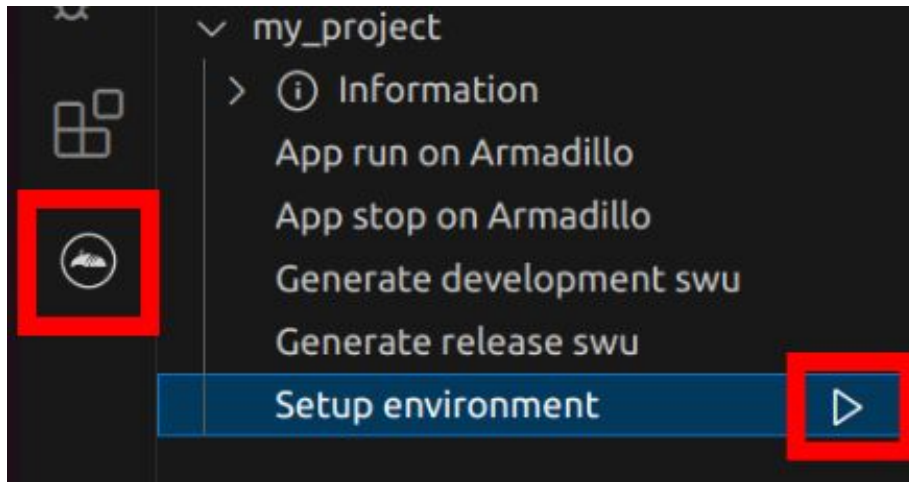 my_project
Information
App run on Armadillo
App stop on Armadillo
Generate development swu
Generate release swu
Setup environment